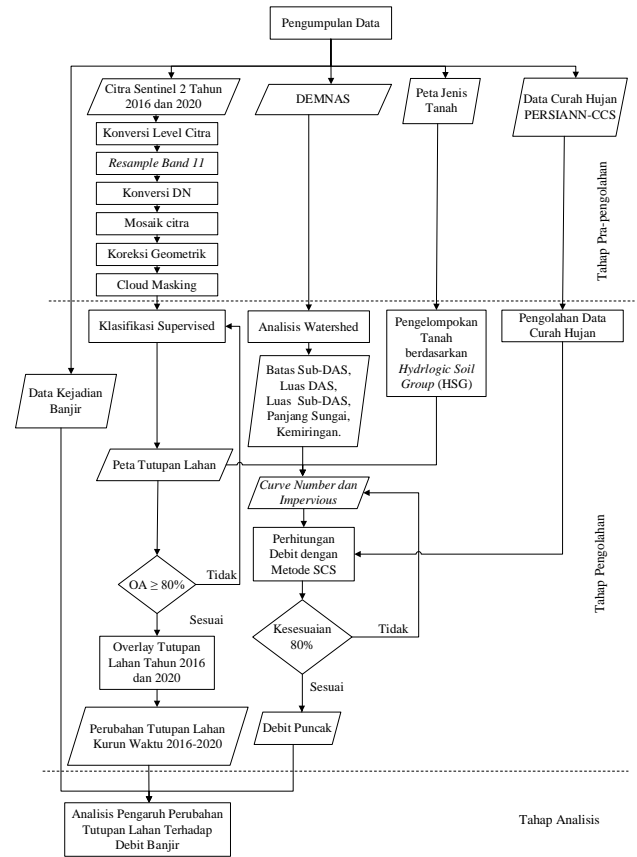 Pengumpulan Data
Citra Sentinel 2 Tahun
2016 dan 2020
DEMNAS
Peta Jenis
Tanah
Data Curah Hujan
PERSIANN-CCS
Konversi Level Citra
Resample Band 11
Konversi DN
Mosaik citra
Koreksi Geometrik
Cloud Masking
Tahap Pra-pengolahan
Klasifikasi Supervised
Analisis Watershed
Pengelompokan
Tanah
berdasarkan
Hydrlogic Soil
Group (HSG)
Pengolahan Data
Curah Hujan
Data Kejadian
Banjir
Batas Sub-DAS,
Luas DAS,
Luas Sub-DAS,
Panjang Sungai,
Kemiringan.
Peta Tutupan Lahan
Curve Number dan
Impervious
Perhitungan
Debit dengan
Metode SCS
Tahap Pengolahan
OA ≥ 80%
Tidak
Sesuai
Kesesuaian
80%
Tidak
Sesuai
Overlay Tutupan
Lahan Tahun 2016
dan 2020
Perubahan Tutupan Lahan
Kurun Waktu 2016-2020
Debit Puncak
Analisis Pengaruh Perubahan
Tutupan Lahan Terhadap
Debit Banjir
Tahap Analisis